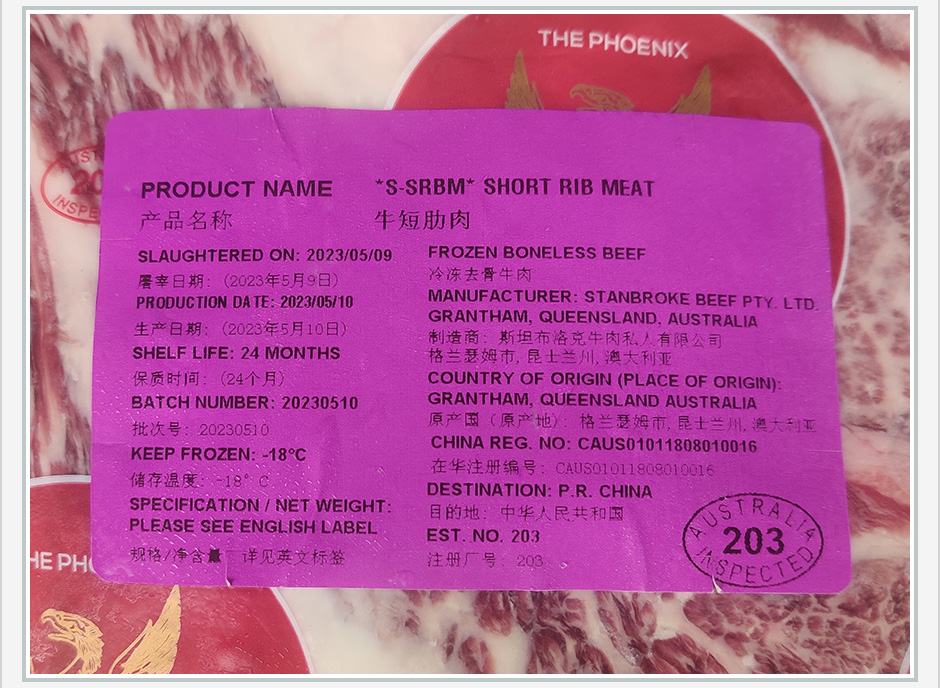 THE PHOENIX
PRODUCT NAME *S-SRBM* SHORT RIB MEAT
产品名称 牛短肋肉
SLAUGHTERED ON: 2023/05/09
屠宰日期: (2023年5月9日)
PRODUCTION DATE: 2023/05/10
生产日期: (2023年5月10日)
SHELF LIFE: 24 MONTHS
保质时间: (24个月)
BATCH NUMBER: 20230510
批次号: 20230510
KEEP FROZEN: -18℃
储存温度: -18° C
SPECIFICATION / NET WEIGHT:
PLEASE SEE ENGLISH LABEL
规格/净含量 详见英文标签
FROZEN BONELESS BEEF
冷冻去骨牛肉
MANUFACTURER: STANBROKE BEEF PTY. LTD.
GRANTHAM, QUEENSLAND, AUSTRALIA
制造商: 斯坦布洛克牛肉私人有限公司
格兰瑟姆市, 昆士兰州, 澳大利亚
COUNTRY OF ORIGIN (PLACE OF ORIGIN):
GRANTHAM, QUEENSLAND AUSTRALIA
原产国 (原产地): 格兰瑟姆市, 昆士兰州, 澳大利亚
CHINA REG. NO: CAUS01011808010016
在华注册编号: CAUS01011808010016
DESTINATION: P.R. CHINA
目的地: 中华人民共和国
EST. NO. 203
注册厂号 203
AUSTRALIA
203
INSPECTED